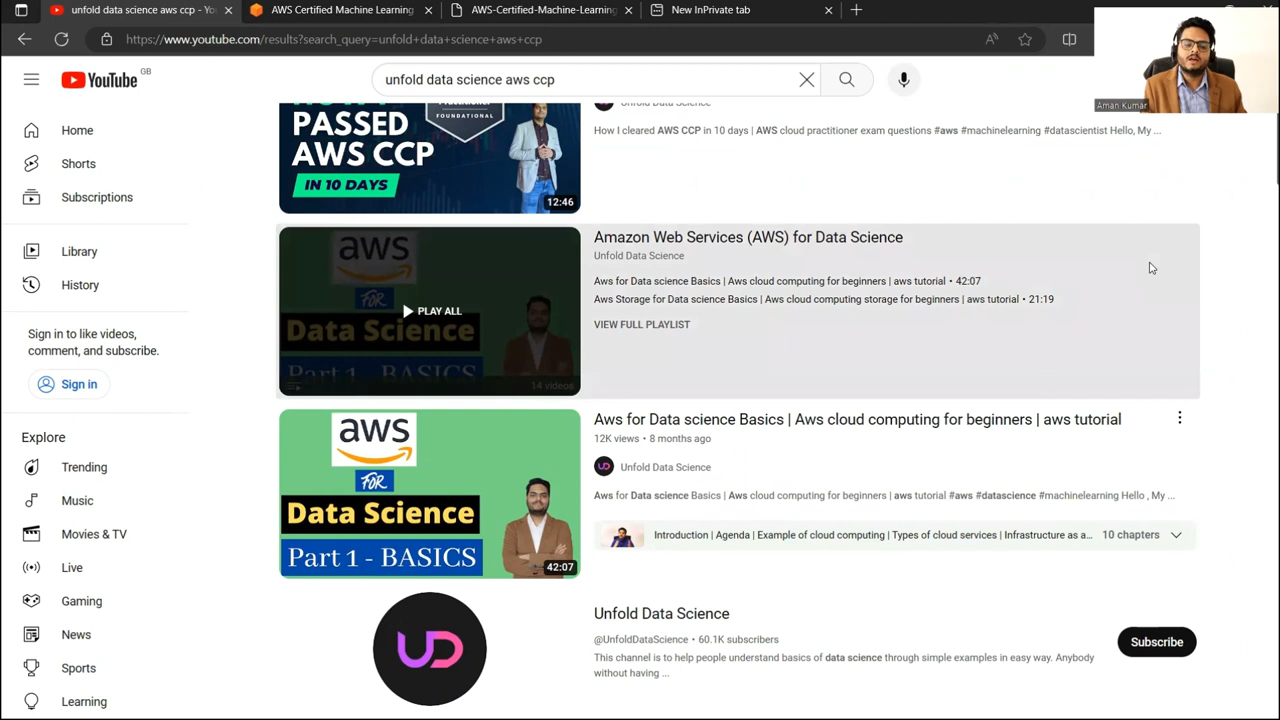 unfold data science aws ccp - Yo
AWS Certified Machine Learning
AWS-Certified-Machine-Learning
New InPrivate tab
https://www.youtube.com/results?search_query=unfold+data+science+aws+ccp
Aman Kumar
YouTube GB
unfold data science aws ccp
Home
Shorts
Subscriptions
Library
History
Sign in to like videos,
comment, and subscribe.
Sign in
Explore
Trending
Music
Movies & TV
Live
Gaming
News
Sports
Learning
FOUNDATIONAL
PASSED
AWS CCP
IN 10 DAYS
12:46
Unfold Data Science
How I cleared AWS CCP in 10 days | AWS cloud practitioner exam questions #aws #machinelearning #datascientist Hello, My ...
aws
FOR
Data Science
Part 1 - BASICS
PLAY ALL
14 videos
Amazon Web Services (AWS) for Data Science
Unfold Data Science
Aws for Data science Basics | Aws cloud computing for beginners | aws tutorial • 42:07
Aws Storage for Data science Basics | Aws cloud computing storage for beginners | aws tutorial • 21:19
VIEW FULL PLAYLIST
aws
FOR
Data Science
Part 1 - BASICS
42:07
Aws for Data science Basics | Aws cloud computing for beginners | aws tutorial
12K views • 8 months ago
Unfold Data Science
Aws for Data science Basics | Aws cloud computing for beginners | aws tutorial #aws #datascience #machinelearning Hello , My ...
Introduction | Agenda | Example of cloud computing | Types of cloud services | Infrastructure as a... 10 chapters
UD
Unfold Data Science
@UnfoldDataScience • 60.1K subscribers
This channel is to help people understand basics of data science through simple examples in easy way. Anybody
without having ...
Subscribe